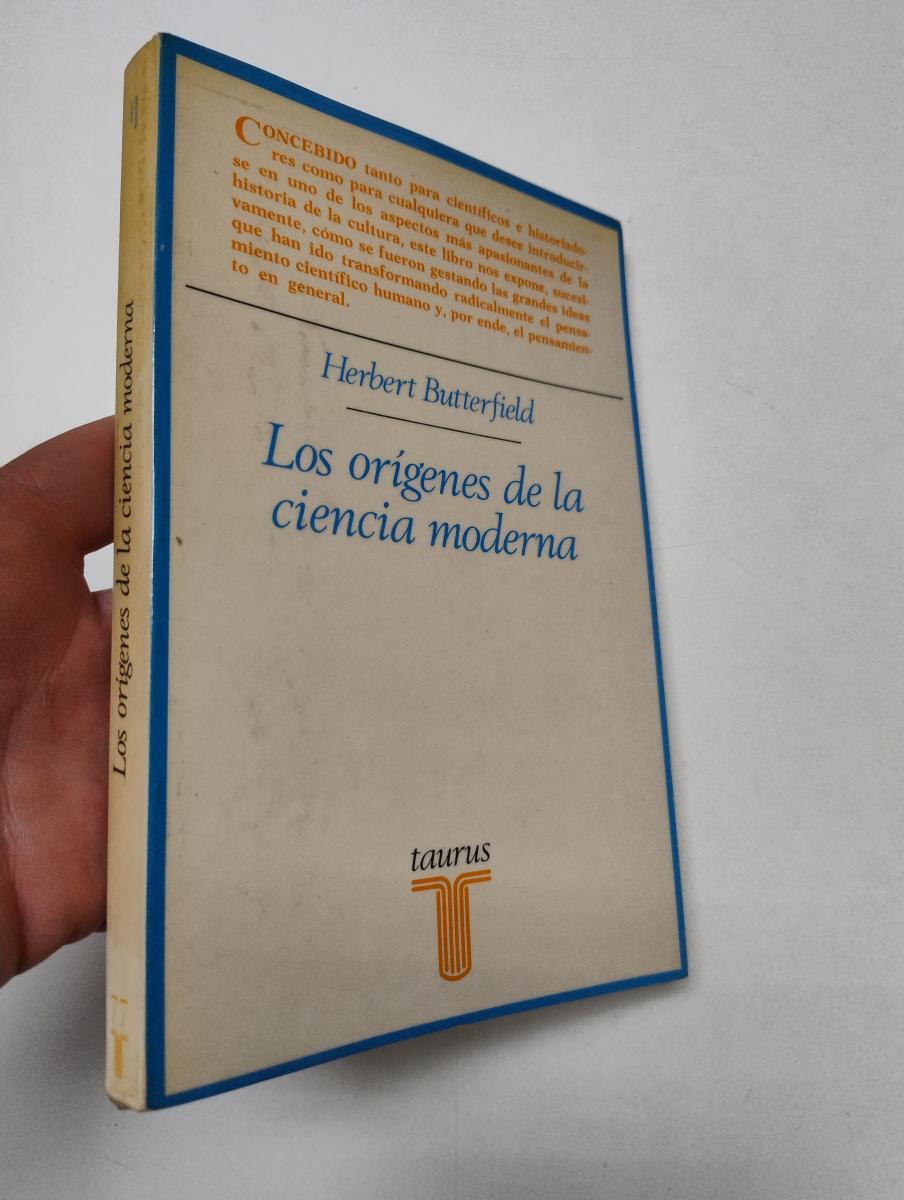 CONCEBIDO tanto para científicos e historiado-
res como para cualquiera que desee introducir-
se en uno de los aspectos más apasionantes de la
historia de la cultura, este libro nos expone, sucesi-
vamente, cómo se fueron gestando las grandes ideas
que han ido transformando radicalmente el pensa-
miento científico humano y, por ende, el pensamien-
to en general.
Herbert Butterfield
Los orígenes de la
ciencia moderna
taurus
Los orígenes de la ciencia moderna
77